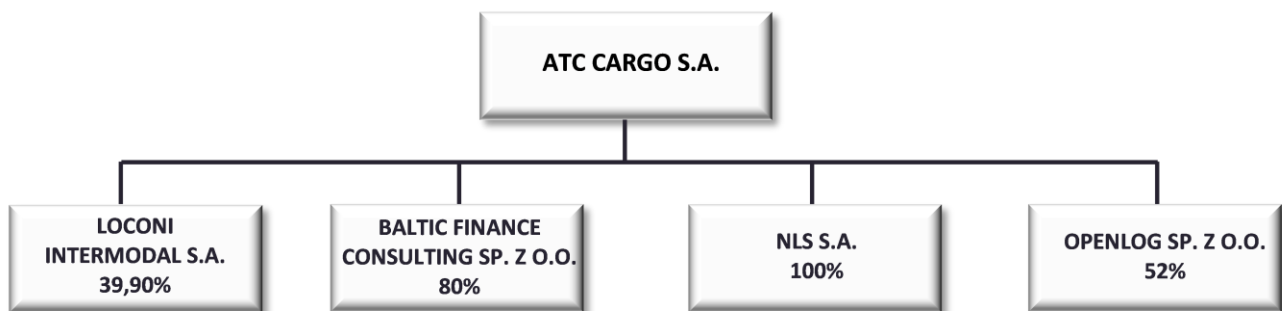 ATC CARGO S.A.
LOCONI
INTERMODAL S.A.
39,90%
BALTIC FINANCE
CONSULTING SP. Z O.O.
80%
NLS S.A.
100%
OPENLOG SP. Z O.O.
52%